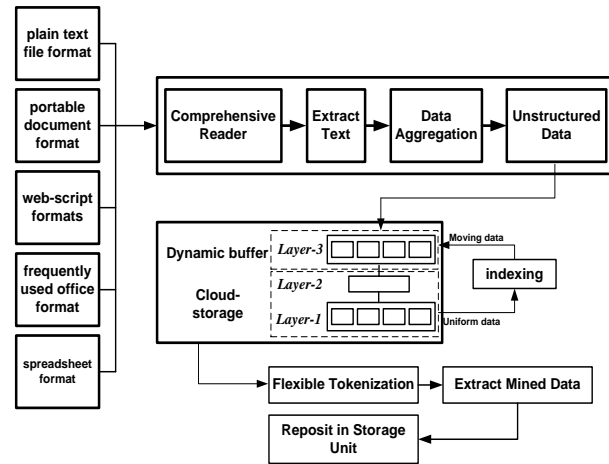 plain text
file format
portable
document
format
web-script
formats
frequently
used office
format
spreadsheet
format
Comprehensive
Reader
Extract
Text
Data
Aggregation
Unstructured
Data
Dynamic buffer
Cloud-
storage
Layer-3
Layer-2
Layer-1
Moving data
indexing
Uniform data
Flexible Tokenization
Extract Mined Data
Reposit in Storage
Unit